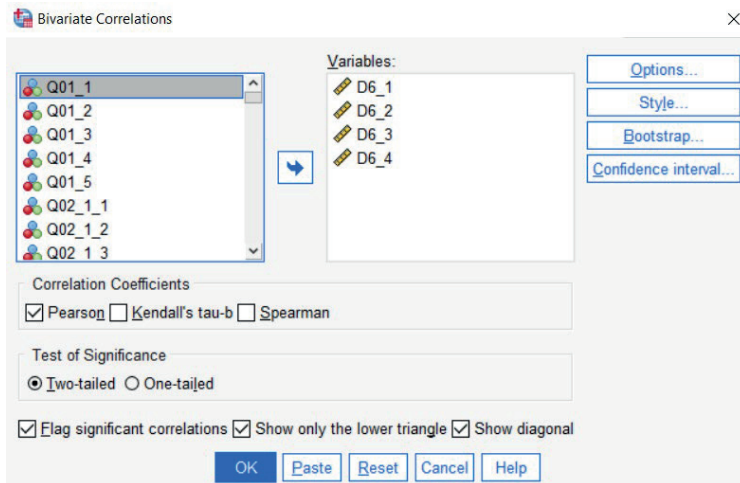 Bivariate Correlations
Variables:
Q01_1
Q01_2
Q01_3
Q01_4
Q01_5
Q02_1_1
Q02_1_2
Q02_1_3
D6_1
D6_2
D6_3
D6_4
Options...
Style...
Bootstrap...
Confidence interval...
Correlation Coefficients
Pearson Kendall's tau-b Spearman
Test of Significance
Two-tailed One-tailed
Flag significant correlations Show only the lower triangle Show diagonal
OK Paste Reset Cancel Help